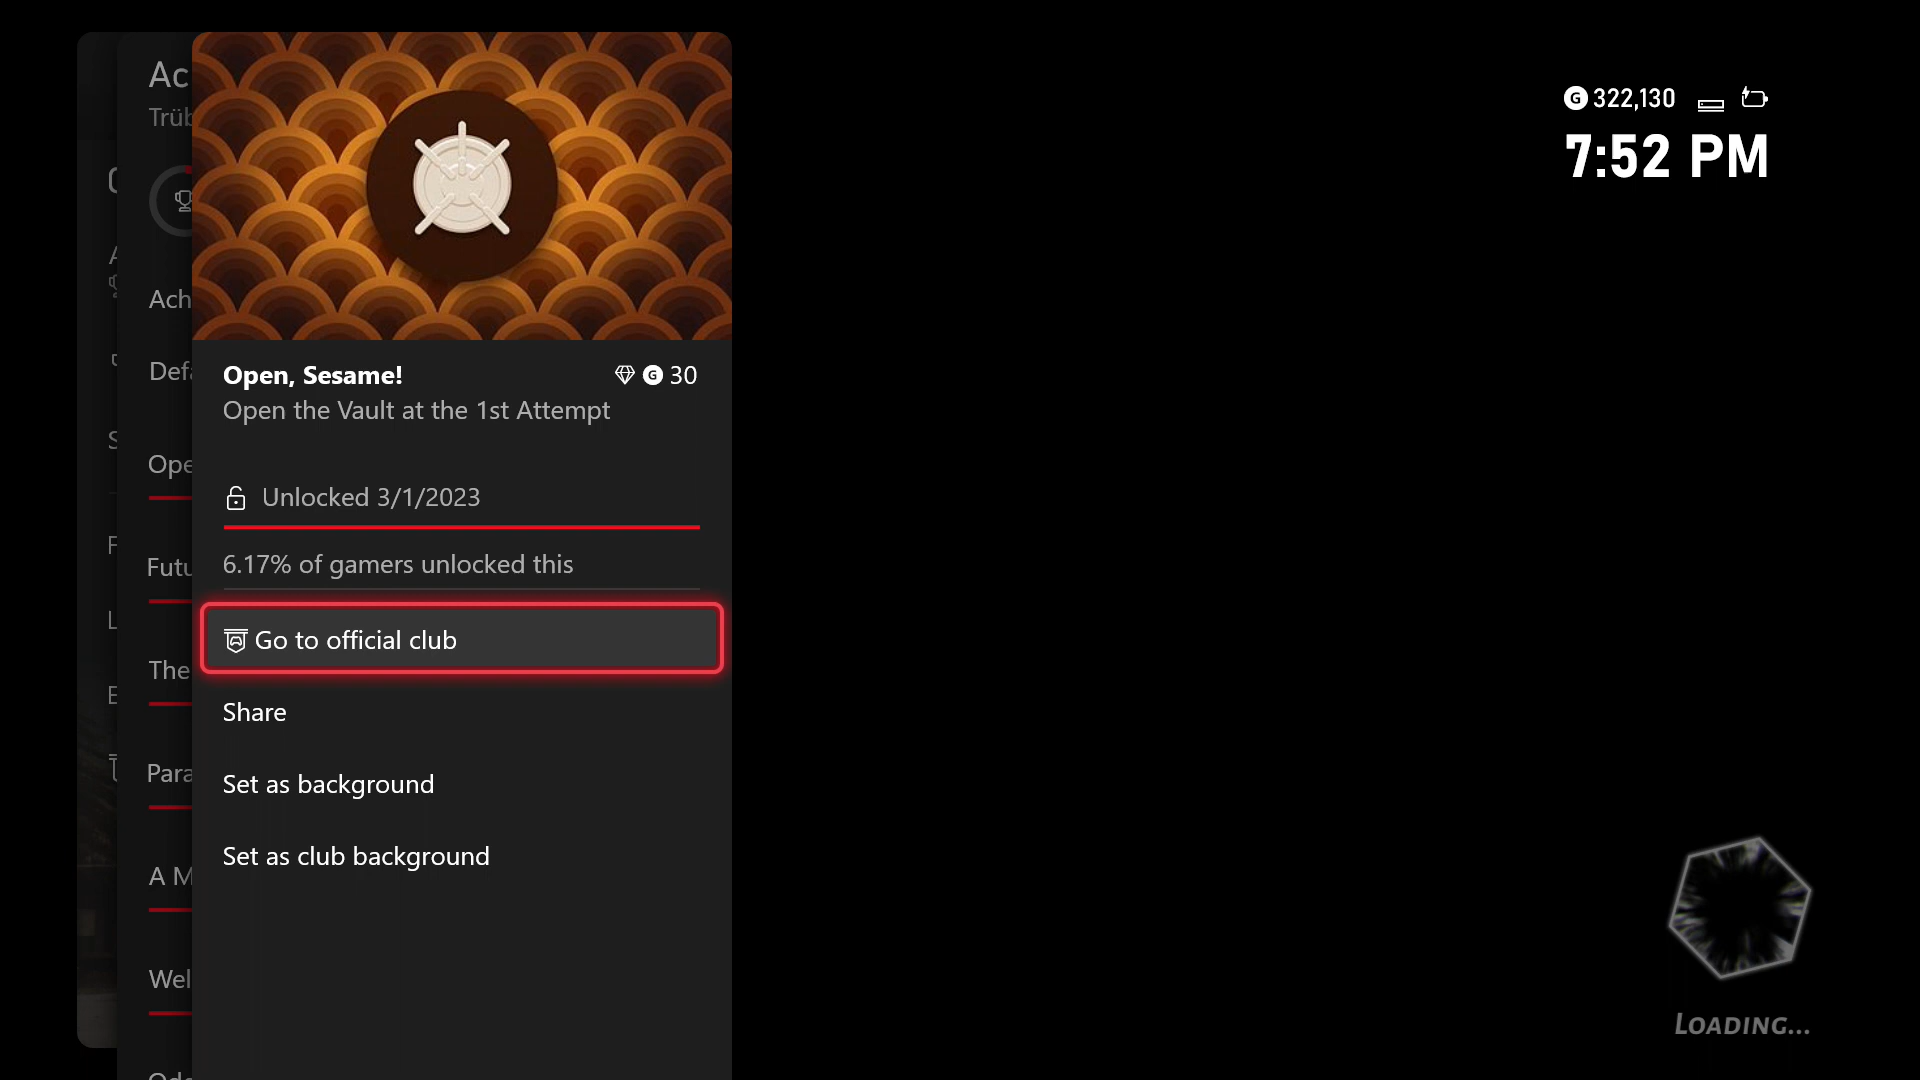 322,130
7:52 PM
Ac
Trüb
Ach
Defa
Ope
Futu
The
Para
A M
Wel
Open, Sesame!
G 30
Open the Vault at the 1st Attempt
Unlocked 3/1/2023
6.17% of gamers unlocked this
Go to official club
Share
Set as background
Set as club background
Loading...